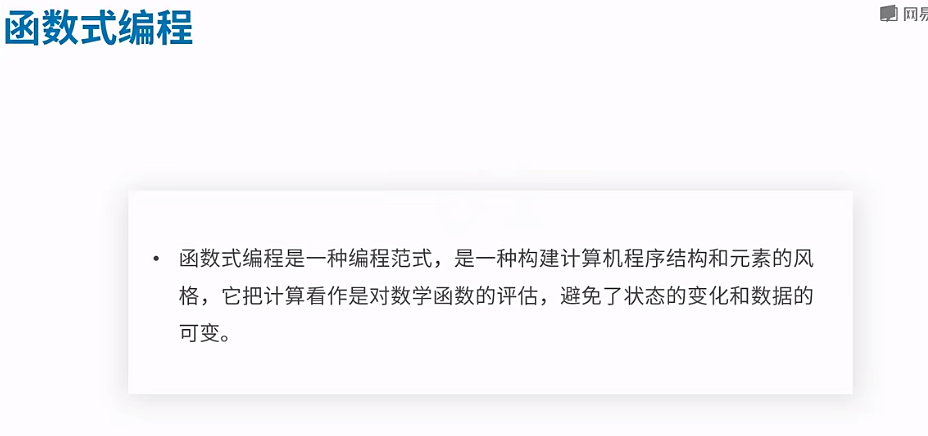 函数式编程
网易
• 函数式编程是一种编程范式，是一种构建计算机程序结构和元素的风
格，它把计算看作是对数学函数的评估，避免了状态的变化和数据的
可变。